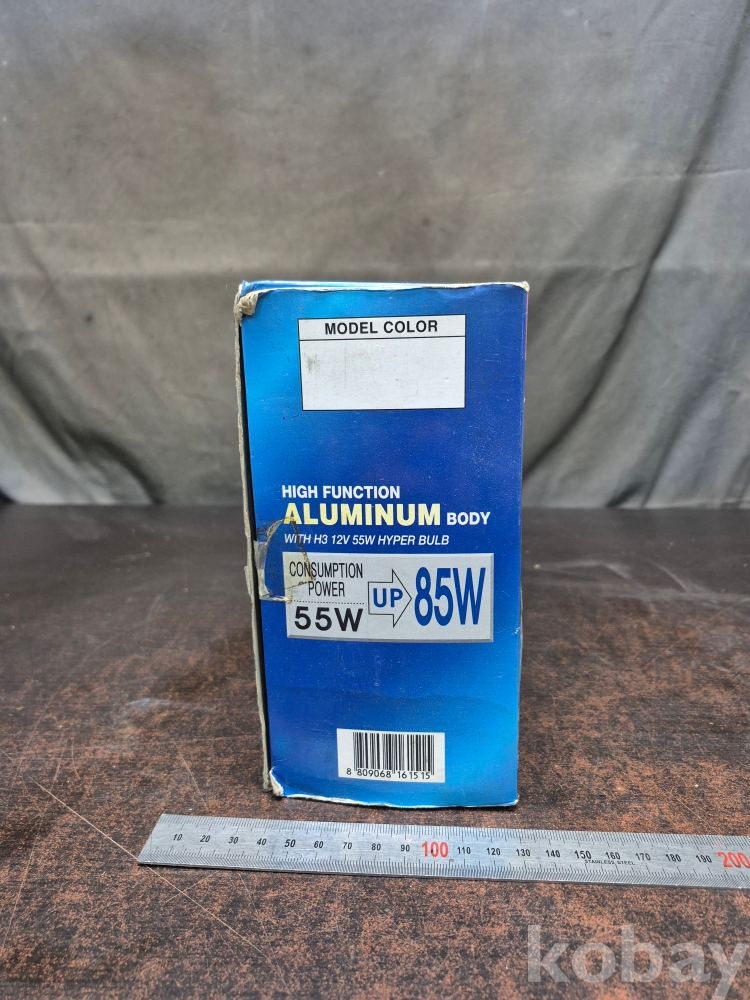 MODEL COLOR
HIGH FUNCTION
ALUMINUM BODY
WITH H3 12V 55W HYPER BULB
CONSUMPTION
POWER
55W
UP
85W
8 809068 161515
10 20 30 40 50 60 70 80 90 100 110 120 130 140 150 160 170 180 190 200
STAINLESS STEEL
kobay